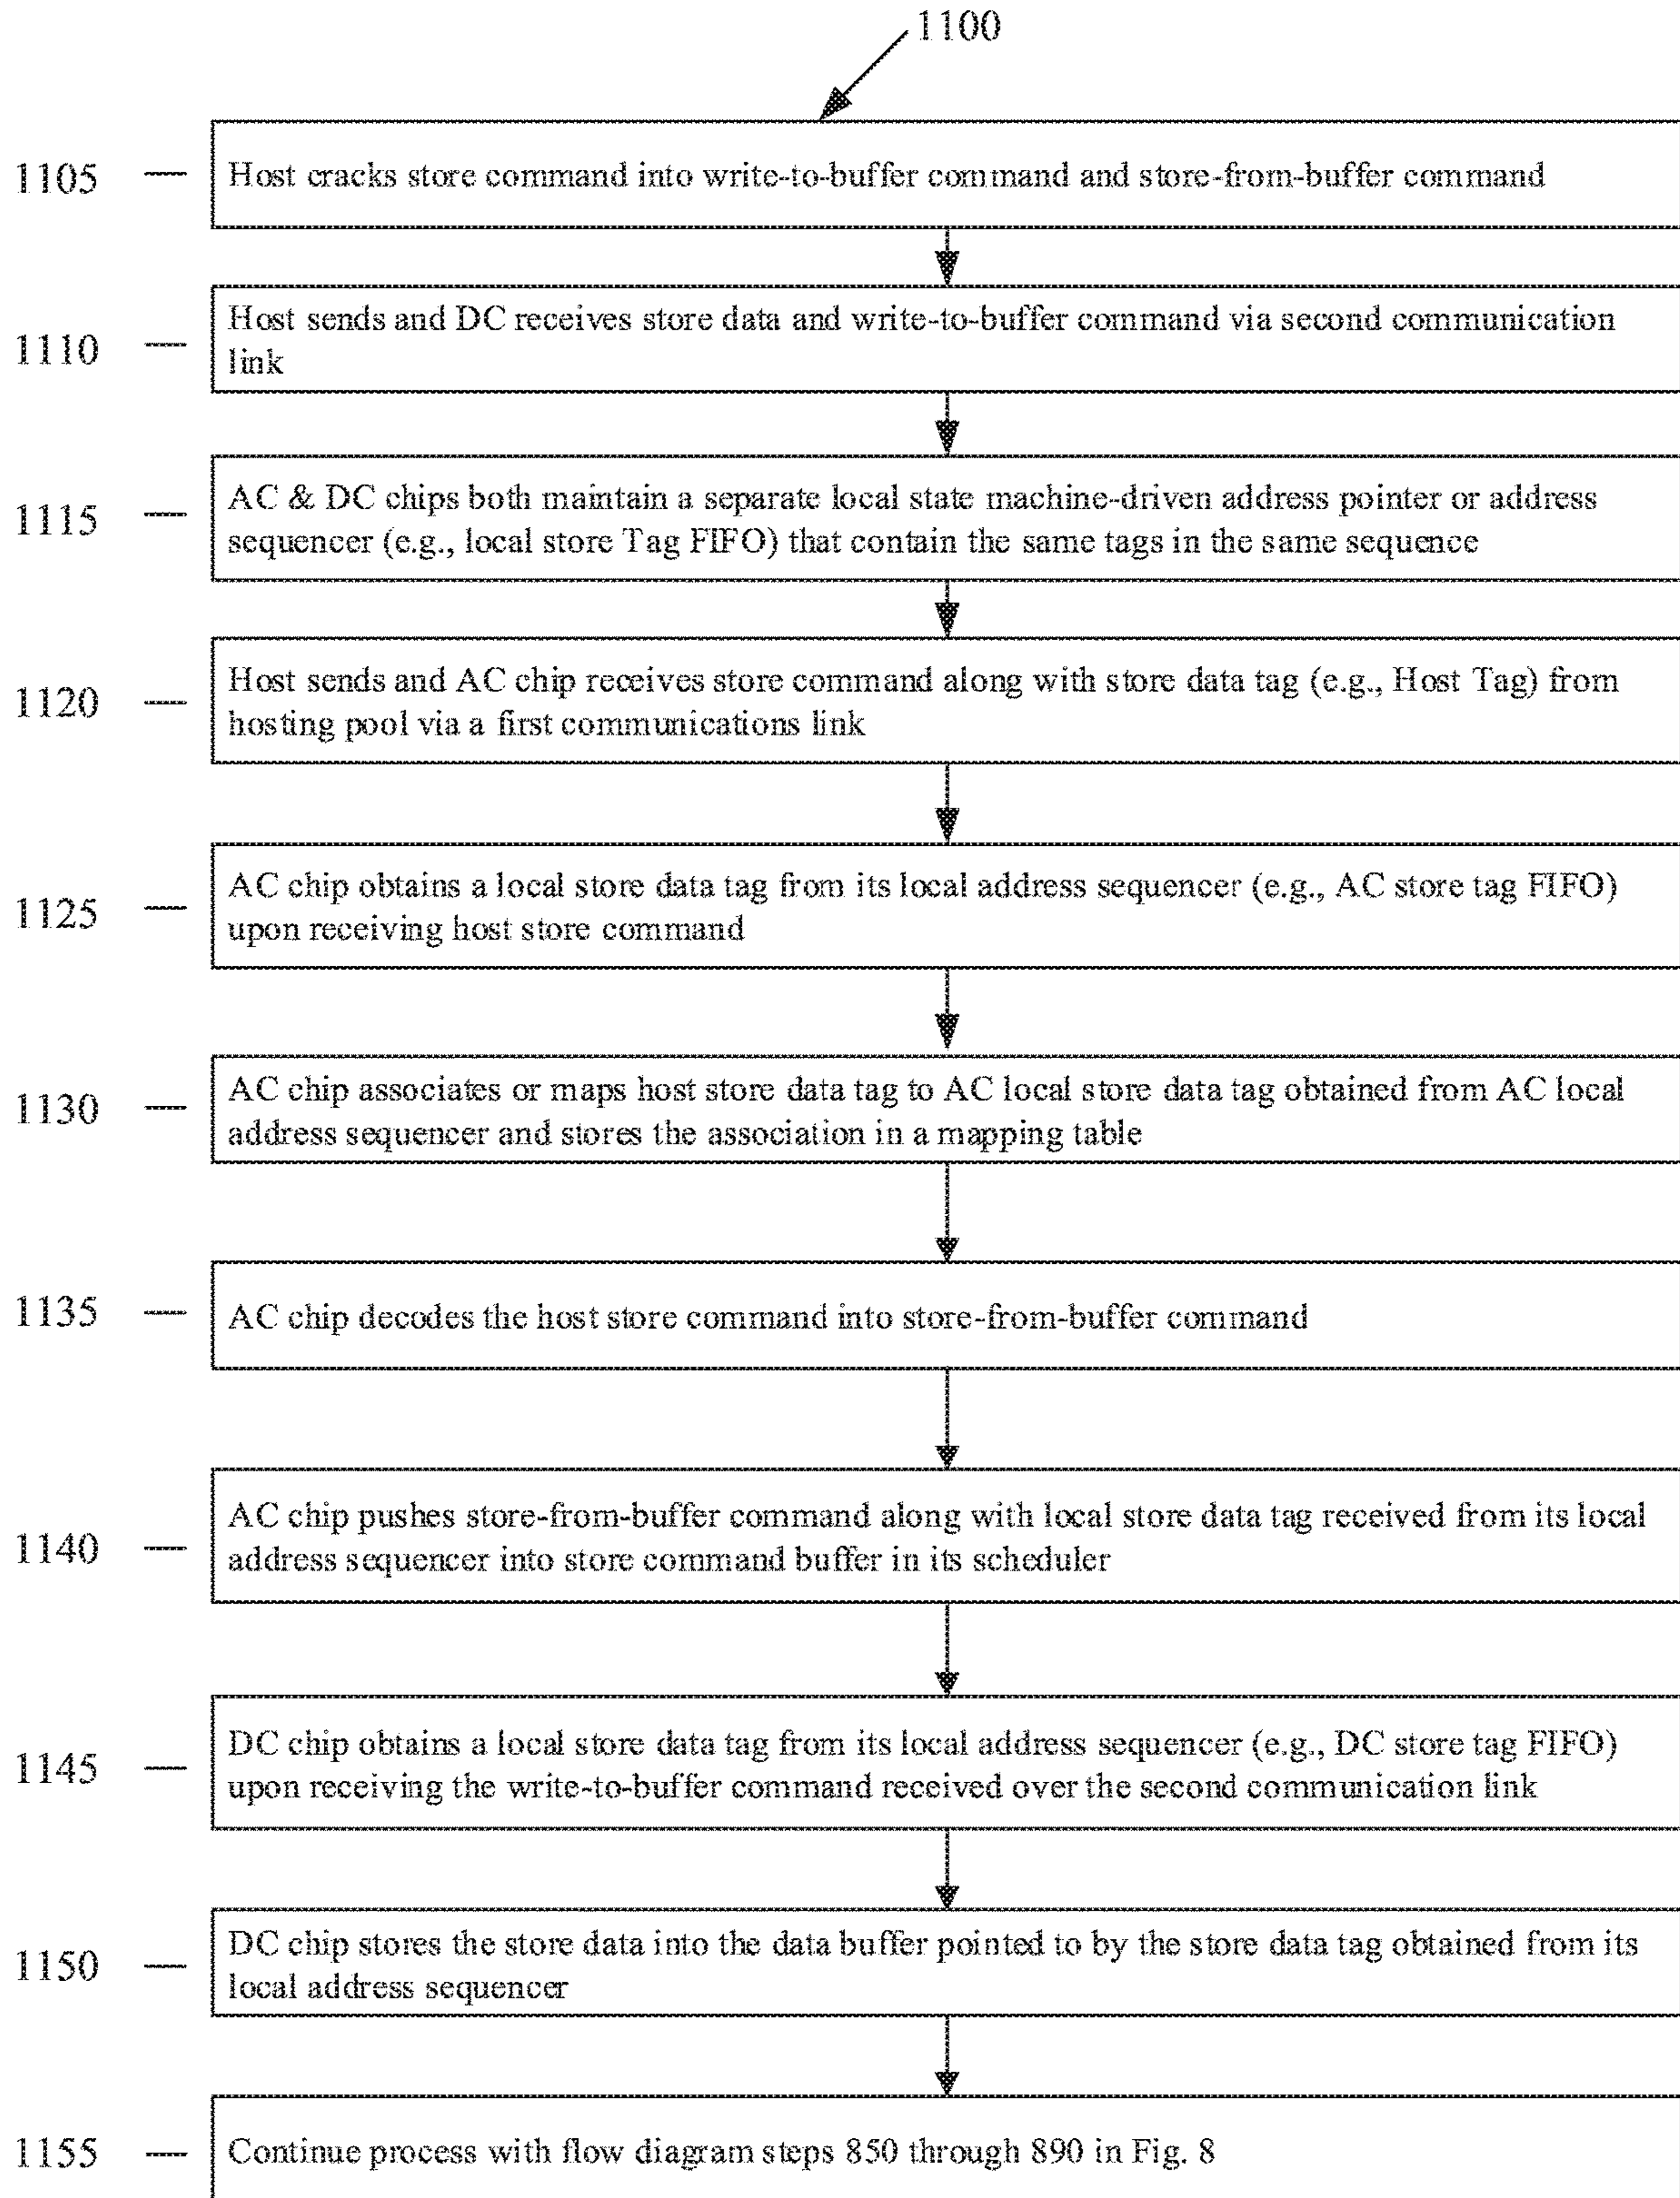 1100
1105
Host cracks store command into write-to-buffer command and store-from-buffer command
1110
Host sends and DC receives store data and write-to-buffer command via second communication
link
1115
AC & DC chips both maintain a separate local state machine-driven address pointer or address
sequencer (e.g., local store Tag FIFO) that contain the same tags in the same sequence
1120
Host sends and AC chip receives store command along with store data tag (e.g., Host Tag) from
hosting pool via a first communications link
1125
AC chip obtains a local store data tag from its local address sequencer (e.g., AC store tag FIFO)
upon receiving host store command
1130
AC chip associates or maps host store data tag to AC local store data tag obtained from AC local
address sequencer and stores the association in a mapping table
1135
AC chip decodes the host store command into store-from-buffer command
1140
AC chip pushes store-from-buffer command along with local store data tag received from its local
address sequencer into store command buffer in its scheduler
1145
DC chip obtains a local store data tag from its local address sequencer (e.g., DC store tag FIFO)
upon receiving the write-to-buffer command received over the second communication link
1150
DC chip stores the store data into the data buffer pointed to by the store data tag obtained from its
local address sequencer
1155
Continue process with flow diagram steps 850 through 890 in Fig. 8